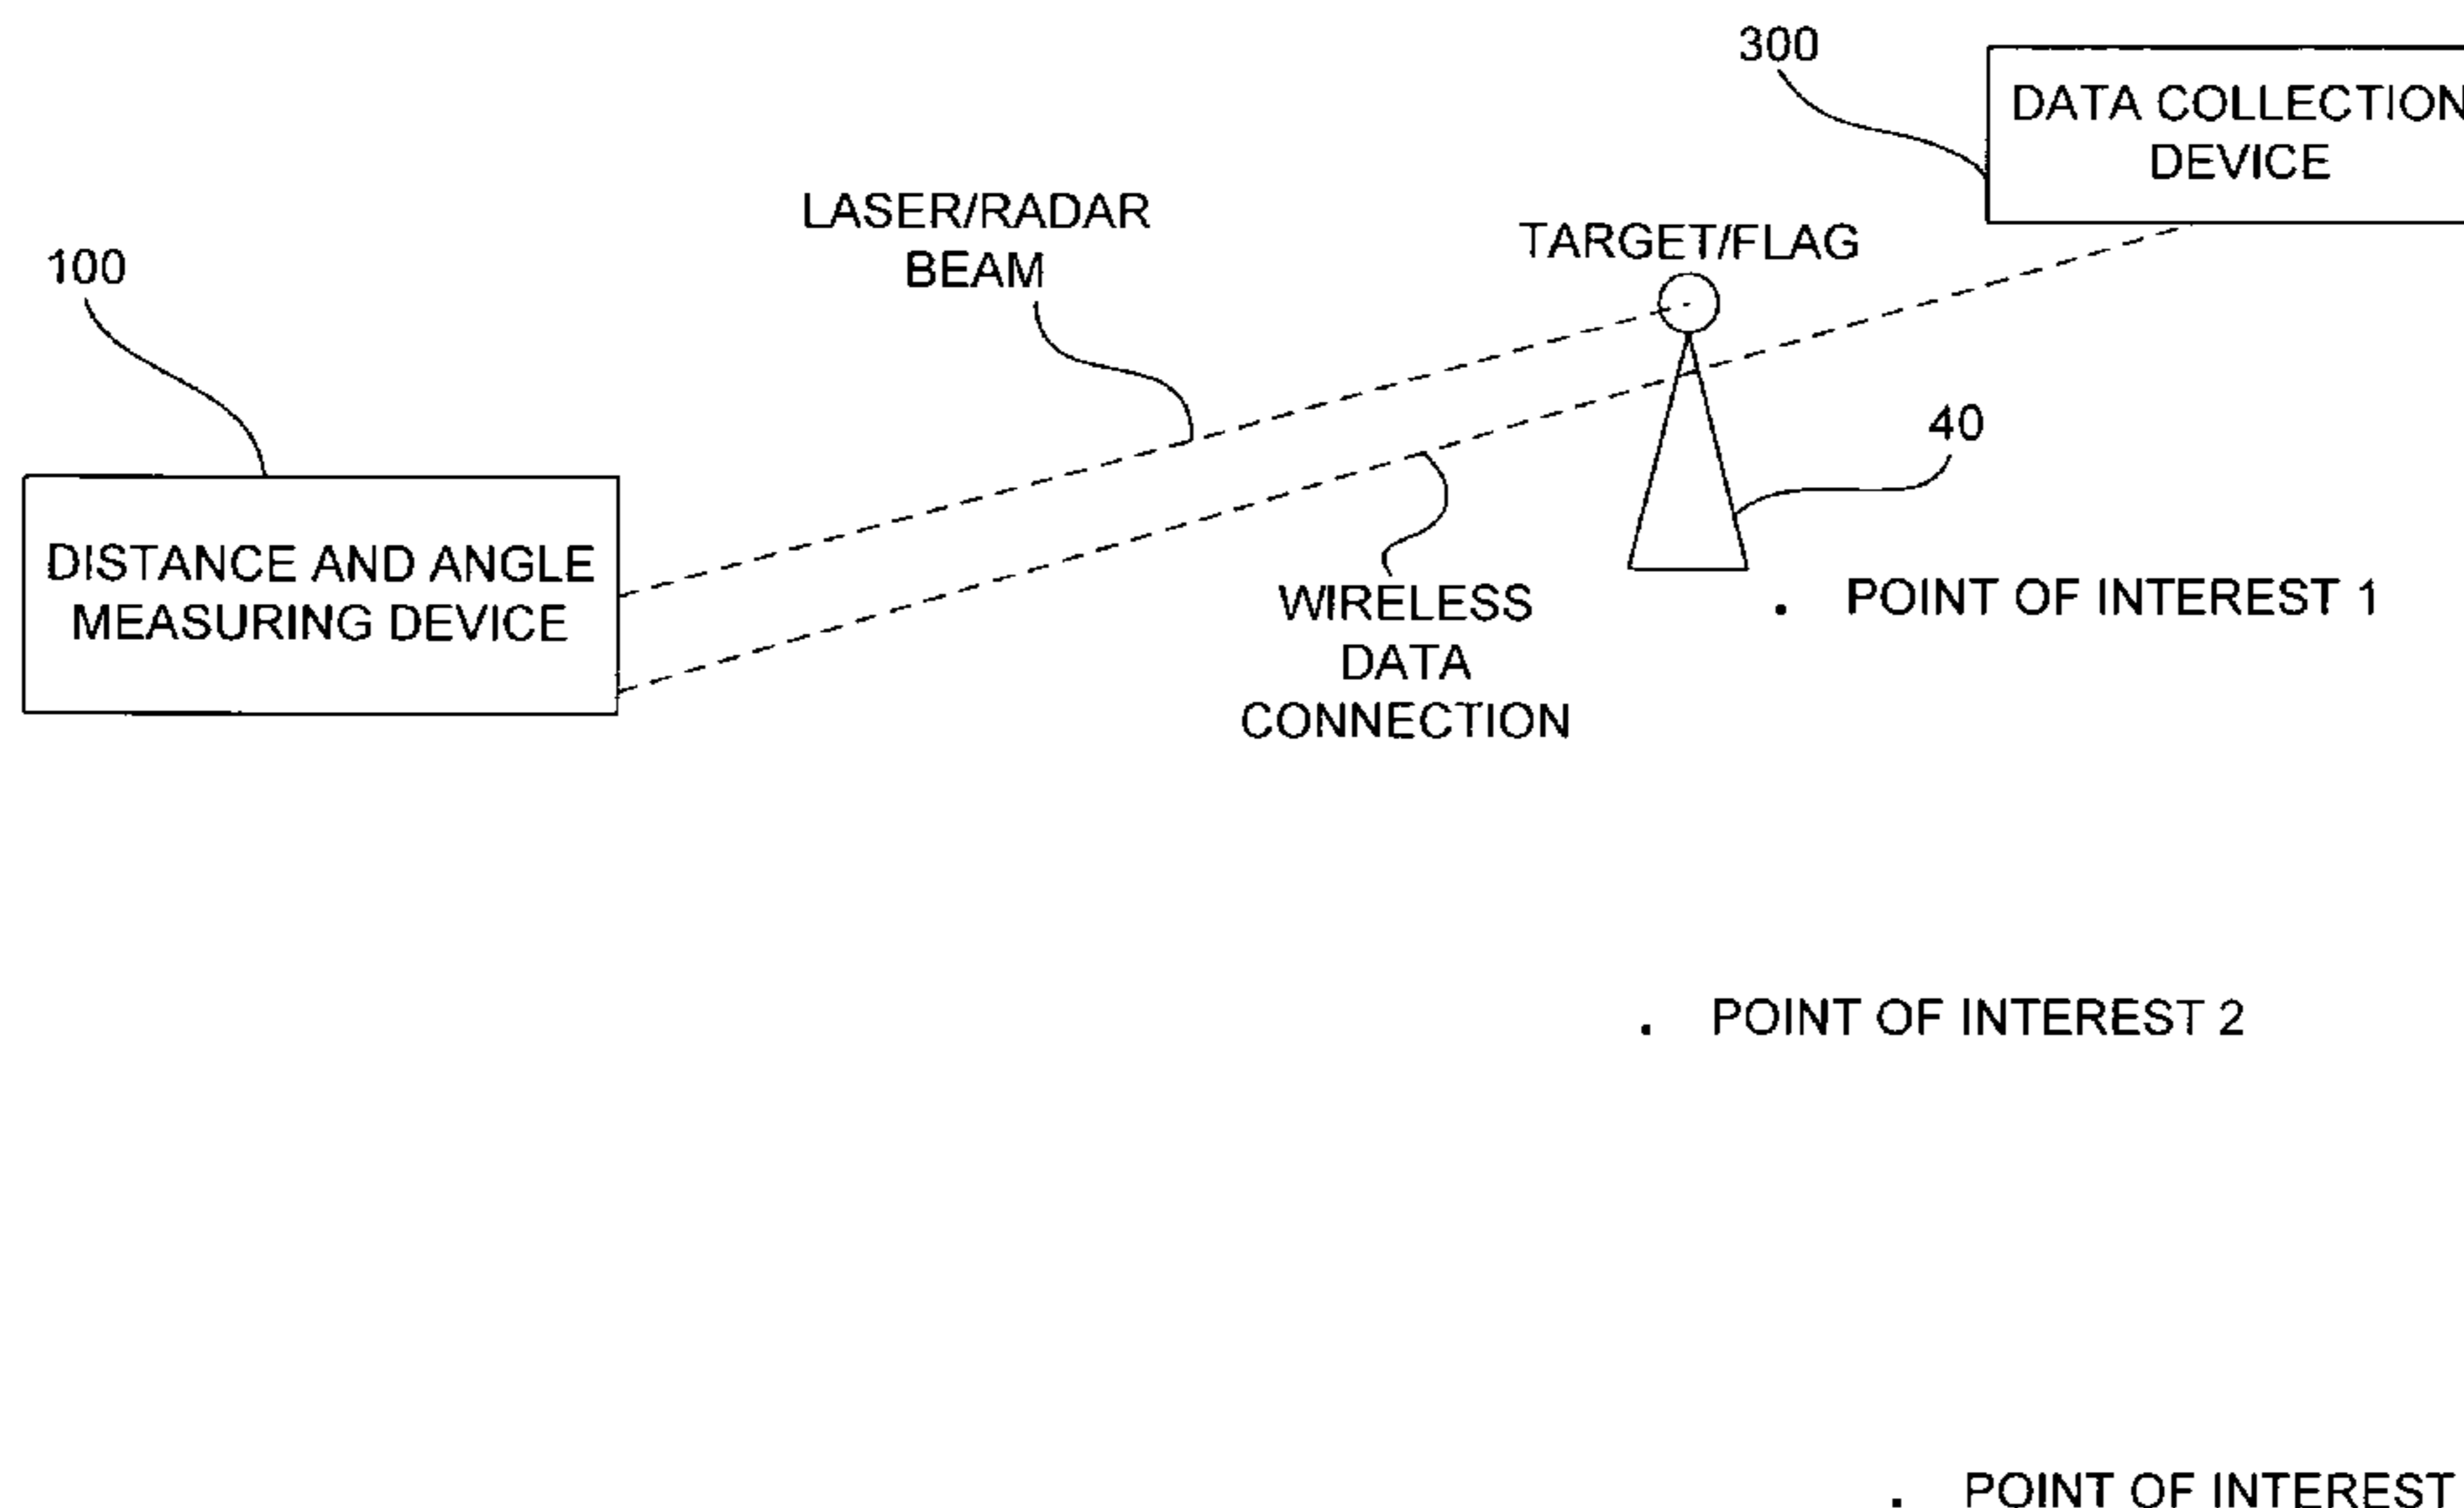 300
DATA COLLECTION
DEVICE
LASER/RADAR
BEAM
TARGET/FLAG
100
40
DISTANCE AND ANGLE
MEASURING DEVICE
WIRELESS
DATA
CONNECTION
. POINT OF INTEREST 1
. POINT OF INTEREST 2
. POINT OF INTEREST